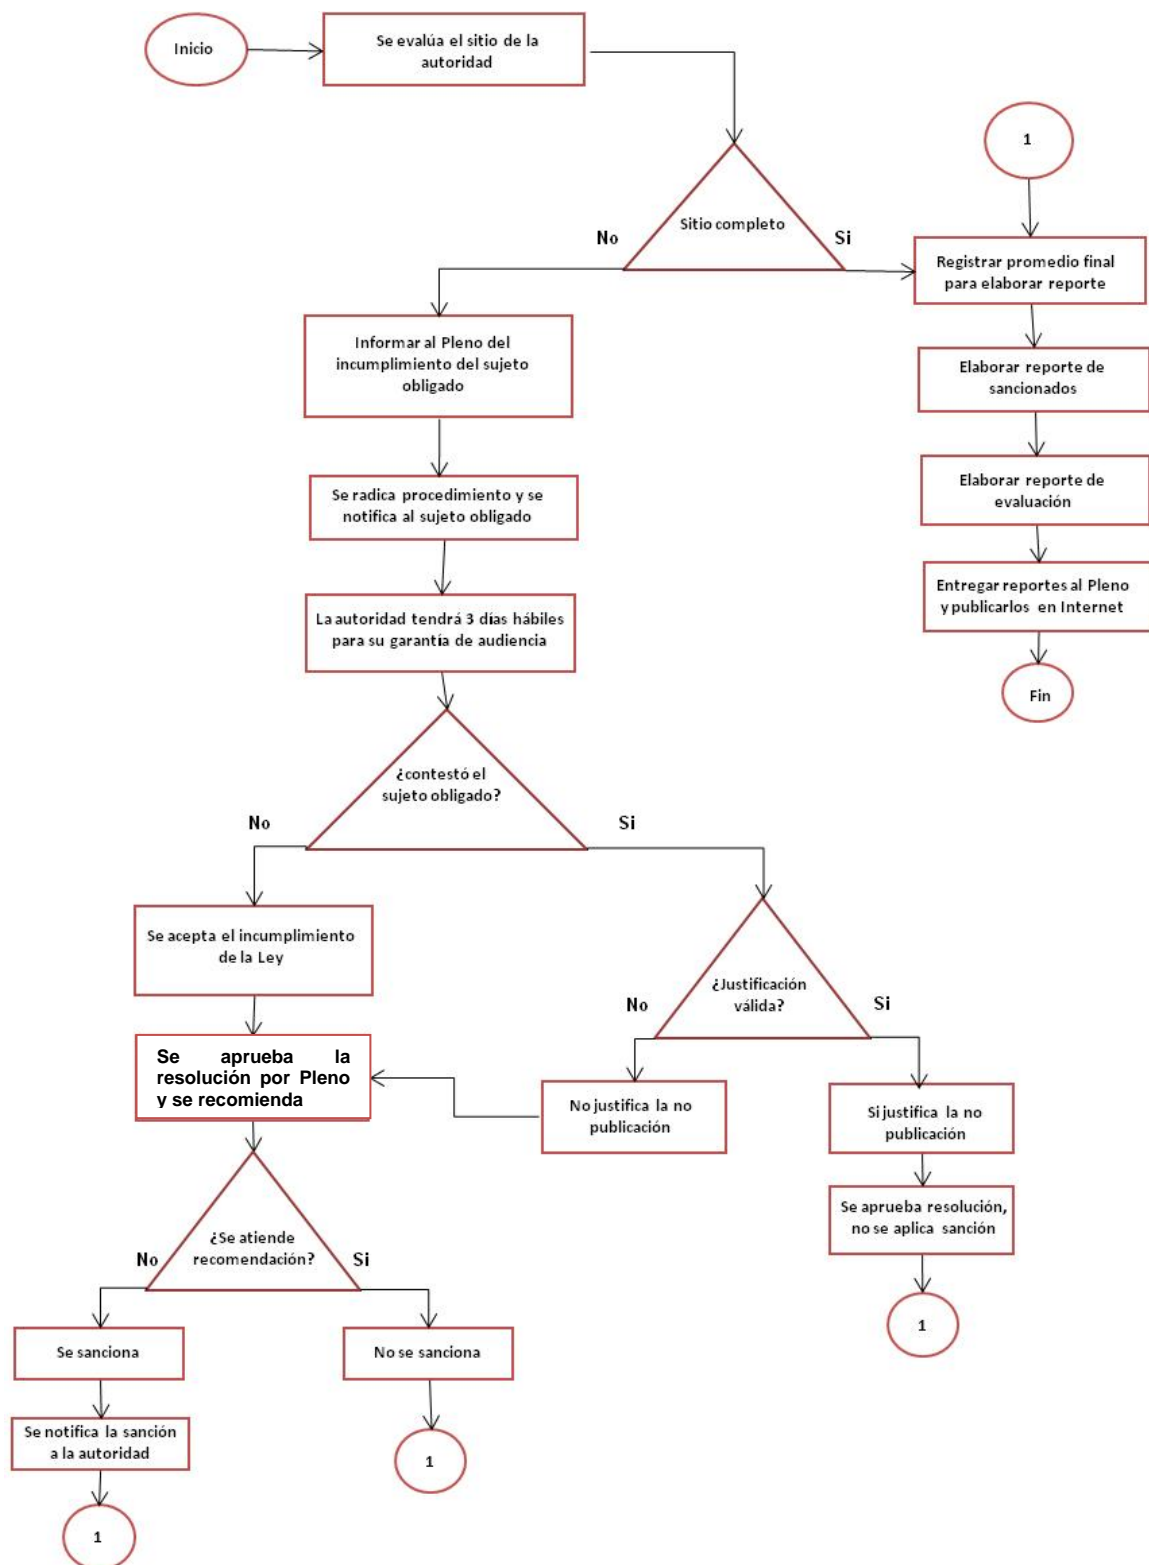 Inicio
Se evalúa el sitio de la
autoridad
1
Sitio completo
No
Si
Registrar promedio final
para elaborar reporte
Informar al Pleno del
incumplimiento del sujeto
obligado
Elaborar reporte de
sancionados
Se radica procedimiento y se
notifica al sujeto obligado
Elaborar reporte de
evaluación
La autoridad tendrá 3 días hábiles
para su garantía de audiencia
Entregar reportes al Pleno
y publicarlos en Internet
Fin
¿contestó el
sujeto obligado?
No
Si
Se acepta el incumplimiento
de la Ley
¿Justificación
válida?
No
Si
Se aprueba la
resolución por Pleno
y se recomienda
No justifica la no
publicación
Si justifica la no
publicación
Se aprueba resolución,
no se aplica sanción
1
¿Se atiende
recomendación?
No
Si
Se sanciona
No se sanciona
Se notifica la sanción
a la autoridad
1
1